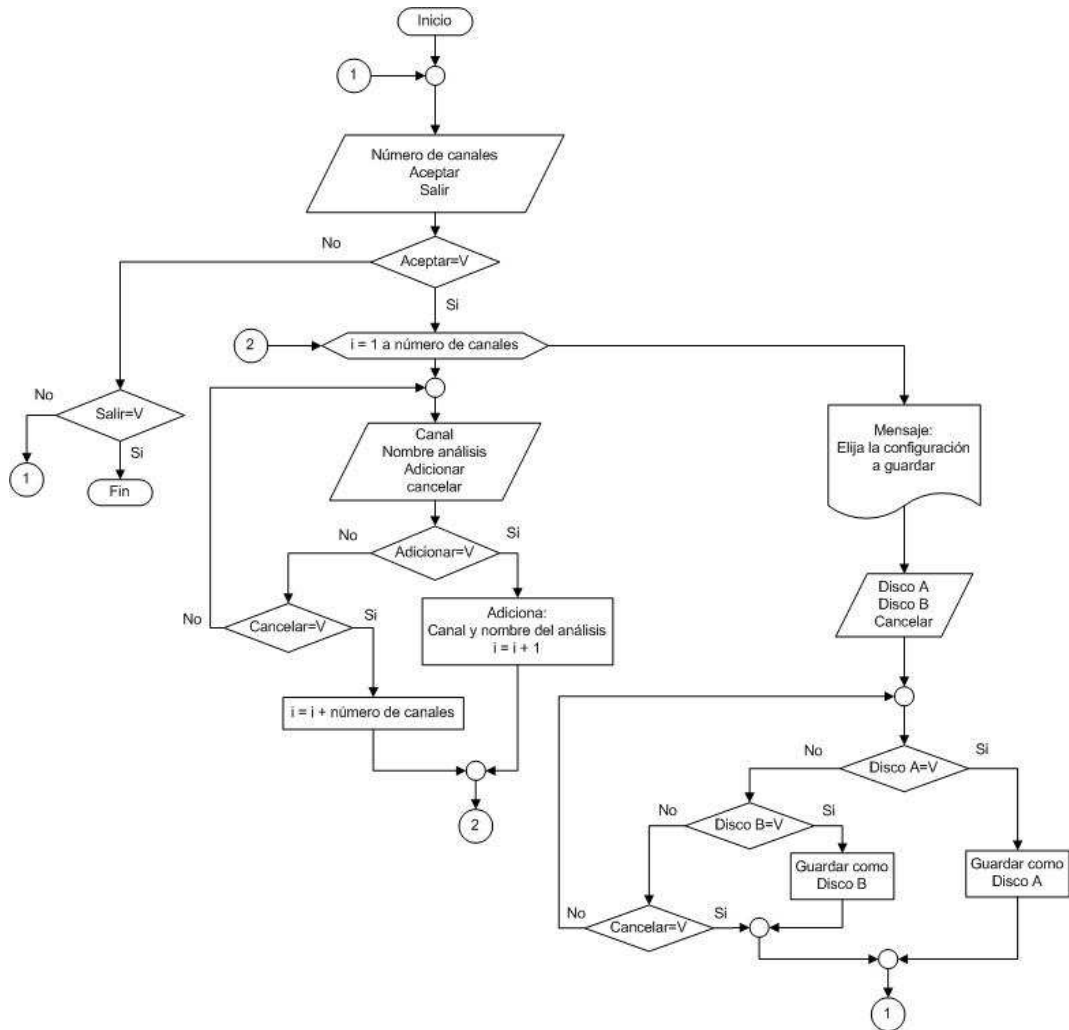 Inicio
1
Número de canales
Aceptar
Salir
No
Aceptar=V
Si
2
i = 1 a número de canales
No
Salir=V
Si
1
Fin
Canal
Nombre análisis
Adicionar
cancelar
Mensaje:
Elija la configuración
a guardar
No
Adicionar=V
Si
No
Cancelar=V
Si
Adiciona:
Canal y nombre del análisis
i = i + 1
Disco A
Disco B
Cancelar
i = i + número de canales
2
No
Disco A=V
Si
No
Disco B=V
Si
Guardar como
Disco B
Guardar como
Disco A
No
Cancelar=V
Si
1